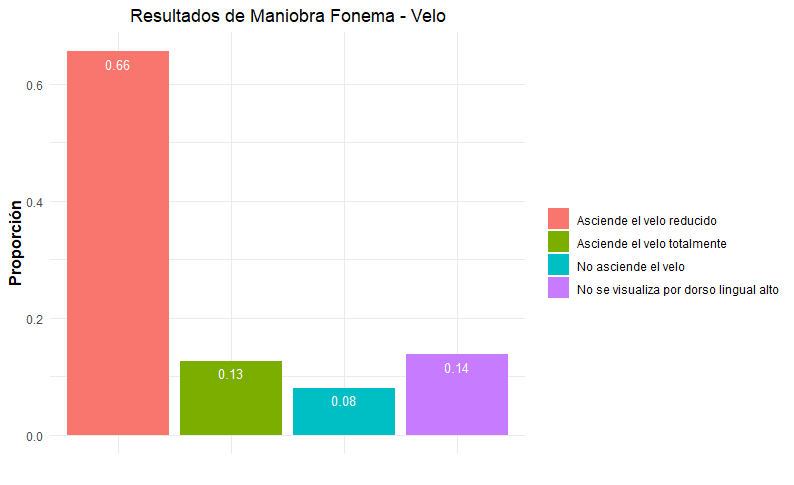 Resultados de Maniobra Fonema - Velo
Proporción
0.6
0.4
0.2
0.0
0.66
0.13
0.08
0.14
Asciende el velo reducido
Asciende el velo totalmente
No asciende el velo
No se visualiza por dorso lingual alto